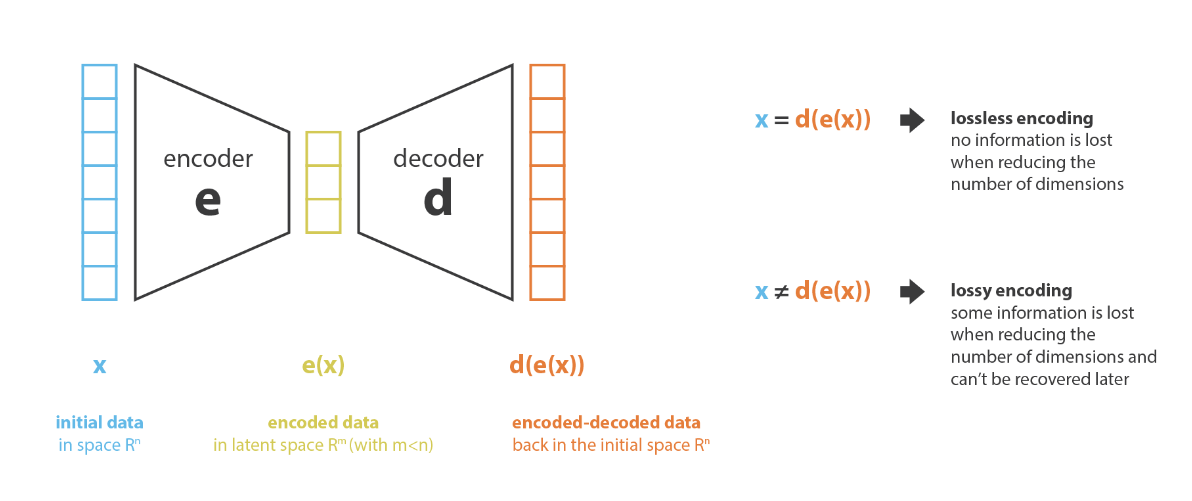 encoder
e
decoder
d
x
e(x)
d(e(x))
initial data
in space Rⁿ
encoded data
in latent space Rᵐ (with m<n)
encoded-decoded data
back in the initial space Rⁿ
x = d(e(x))
lossless encoding
no information is lost
when reducing the
number of dimensions
x ≠ d(e(x))
lossy encoding
some information is lost
when reducing the
number of dimensions and
can't be recovered later